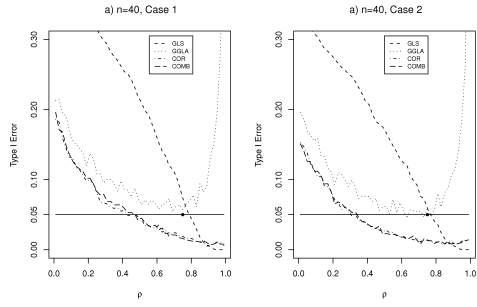 a) n=40, Case 1
Type I Error
0.00
0.05
0.10
0.20
0.30
GLS
GGLA
COR
COMB
0.0 0.2 0.4 0.6 0.8 1.0
ρ
a) n=40, Case 2
Type I Error
0.00
0.05
0.10
0.20
0.30
GLS
GGLA
COR
COMB
0.0 0.2 0.4 0.6 0.8 1.0
ρ